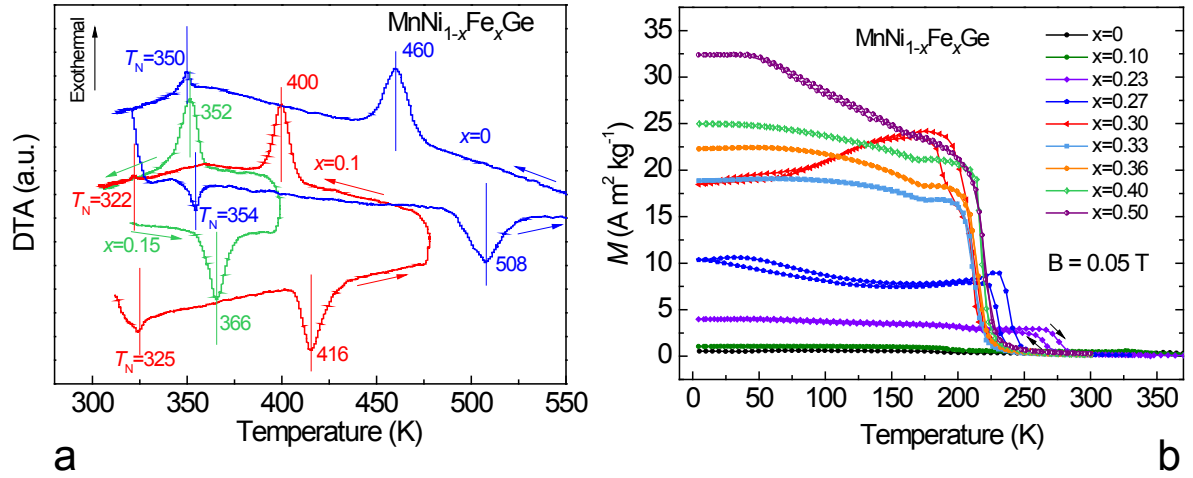 MnNi1-xFexGe
Exothermal
TN=350
460
400
352
x=0
x=0.1
TN=322
TN=354
x=0.15
508
366
TN=325
416
DTA (a.u.)
300 350 400 450 500 550
Temperature (K)
a
MnNi1-xFexGe
x=0
x=0.10
x=0.23
x=0.27
x=0.30
x=0.33
x=0.36
x=0.40
x=0.50
B = 0.05 T
M (A m² kg⁻¹)
35
30
25
20
15
10
5
0
0 50 100 150 200 250 300 350
Temperature (K)
b